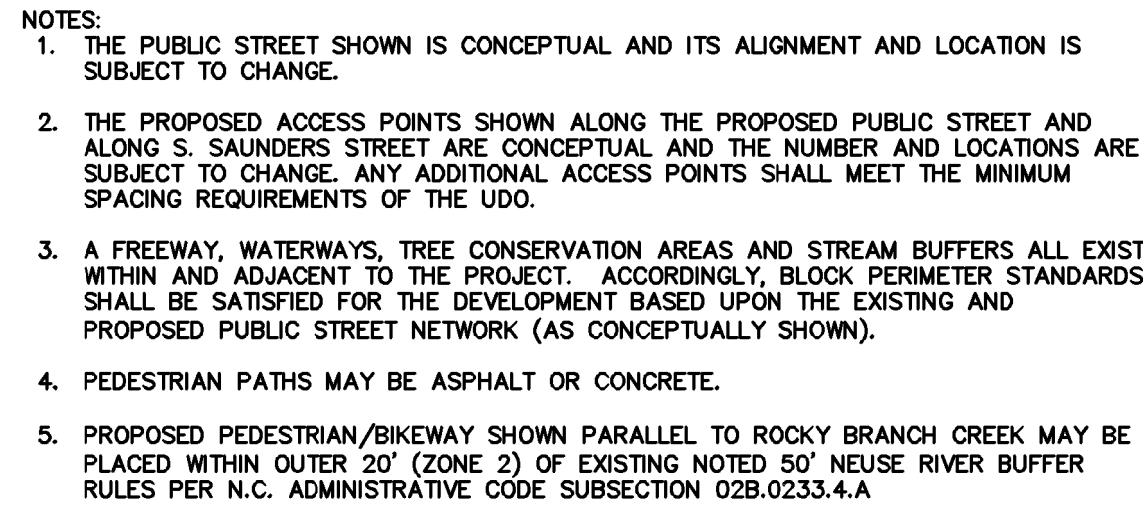 NOTES:
1. THE PUBLIC STREET SHOWN IS CONCEPTUAL AND ITS ALIGNMENT AND LOCATION IS
SUBJECT TO CHANGE.
2. THE PROPOSED ACCESS POINTS SHOWN ALONG THE PROPOSED PUBLIC STREET AND
ALONG S. SAUNDERS STREET ARE CONCEPTUAL AND THE NUMBER AND LOCATIONS ARE
SUBJECT TO CHANGE. ANY ADDITIONAL ACCESS POINTS SHALL MEET THE MINIMUM
SPACING REQUIREMENTS OF THE UDO.
3. A FREEWAY, WATERWAYS, TREE CONSERVATION AREAS AND STREAM BUFFERS ALL EXIST
WITHIN AND ADJACENT TO THE PROJECT. ACCORDINGLY, BLOCK PERIMETER STANDARDS
SHALL BE SATISFIED FOR THE DEVELOPMENT BASED UPON THE EXISTING AND
PROPOSED PUBLIC STREET NETWORK (AS CONCEPTUALLY SHOWN).
4. PEDESTRIAN PATHS MAY BE ASPHALT OR CONCRETE.
5. PROPOSED PEDESTRIAN/BIKEWAY SHOWN PARALLEL TO ROCKY BRANCH CREEK MAY BE
PLACED WITHIN OUTER 20' (ZONE 2) OF EXISTING NOTED 50' NEUSE RIVER BUFFER
RULES PER N.C. ADMINISTRATIVE CODE SUBSECTION 02B.0233.4.A